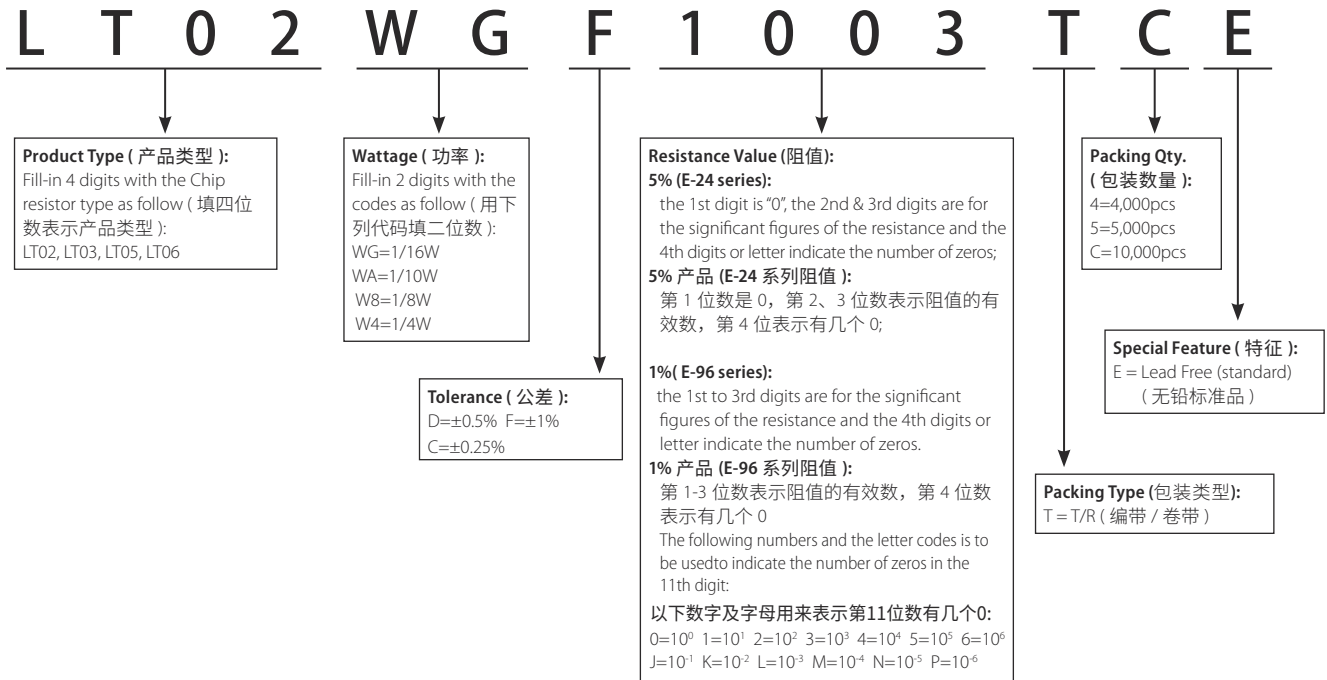 L T 0 2 W G F 1 0 0 3 T C E
Product Type ( 产品类型 ):
Fill-in 4 digits with the Chip
resistor type as follow ( 填四位
数表示产品类型 ):
LT02, LT03, LT05, LT06
Wattage ( 功率 ):
Fill-in 2 digits with the
codes as follow ( 用下
列代码填二位数 ):
WG=1/16W
WA=1/10W
W8=1/8W
W4=1/4W
Tolerance ( 公差 ):
D=±0.5% F=±1%
C=±0.25%
Resistance Value (阻值):
5% (E-24 series):
the 1st digit is “0”, the 2nd & 3rd digits are for
the significant figures of the resistance and the
4th digits or letter indicate the number of zeros;
5% 产品 (E-24 系列阻值 ):
第 1 位数是 0，第 2、3 位数表示阻值的有
效数，第 4 位表示有几个 0;
1%( E-96 series):
the 1st to 3rd digits are for the significant
figures of the resistance and the 4th digits or
letter indicate the number of zeros.
1% 产品 (E-96 系列阻值 ):
第 1-3 位数表示阻值的有效数，第 4 位数
表示有几个 0
The following numbers and the letter codes is to
be usedto indicate the number of zeros in the
11th digit:
以下数字及字母用来表示第11位数有几个0:
0=10⁰ 1=10¹ 2=10² 3=10³ 4=10⁴ 5=10⁵ 6=10⁶
J=10⁻¹ K=10⁻² L=10⁻³ M=10⁻⁴ N=10⁻⁵ P=10⁻⁶
Packing Qty.
( 包装数量 ):
4=4,000pcs
5=5,000pcs
C=10,000pcs
Special Feature ( 特征 ):
E = Lead Free (standard)
( 无铅标准品 )
Packing Type (包装类型):
T = T/R ( 编带 / 卷带 )